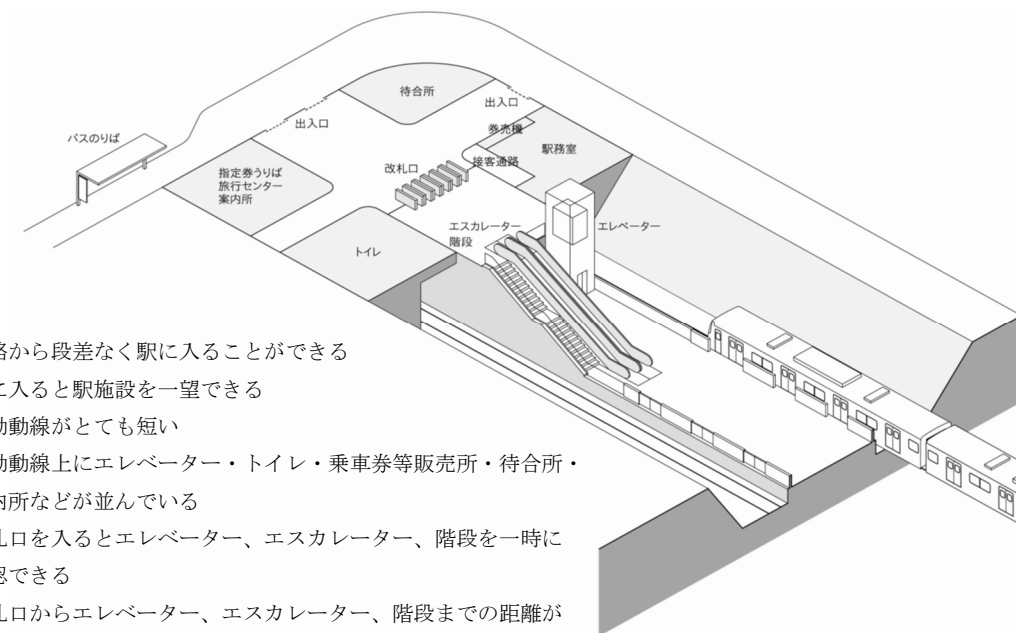 待合所
出入口
バスのりば
出入口
券売機
駅務室
指定券うりば
旅行センター
案内所
改札口
接客通路
エスカレーター
階段
エレベーター
トイレ
路から段差なく駅に入ることができる
に入ると駅施設を一望できる
動動線がとても短い
動動線上にエレベーター・トイレ・乗車券等販売所・待合所・
内所などが並んでいる
札口を入るとエレベーター、エスカレーター、階段を一時に
認できる
札口からエレベーター、エスカレーター、階段までの距離が